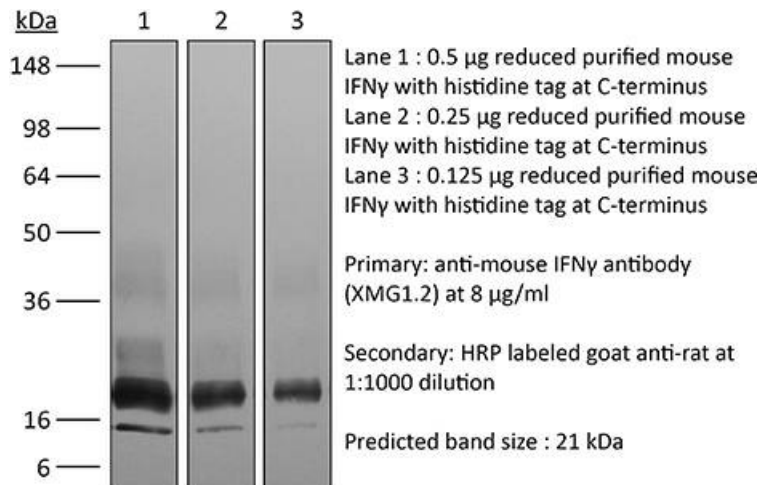 kDa
1 2 3
148
98
64
50
36
16
6
Lane 1 : 0.5 µg reduced purified mouse
IFNγ with histidine tag at C-terminus
Lane 2 : 0.25 µg reduced purified mouse
IFNγ with histidine tag at C-terminus
Lane 3 : 0.125 µg reduced purified mouse
IFNγ with histidine tag at C-terminus
Primary: anti-mouse IFNγ antibody
(XMG1.2) at 8 µg/ml
Secondary: HRP labeled goat anti-rat at
1:1000 dilution
Predicted band size : 21 kDa